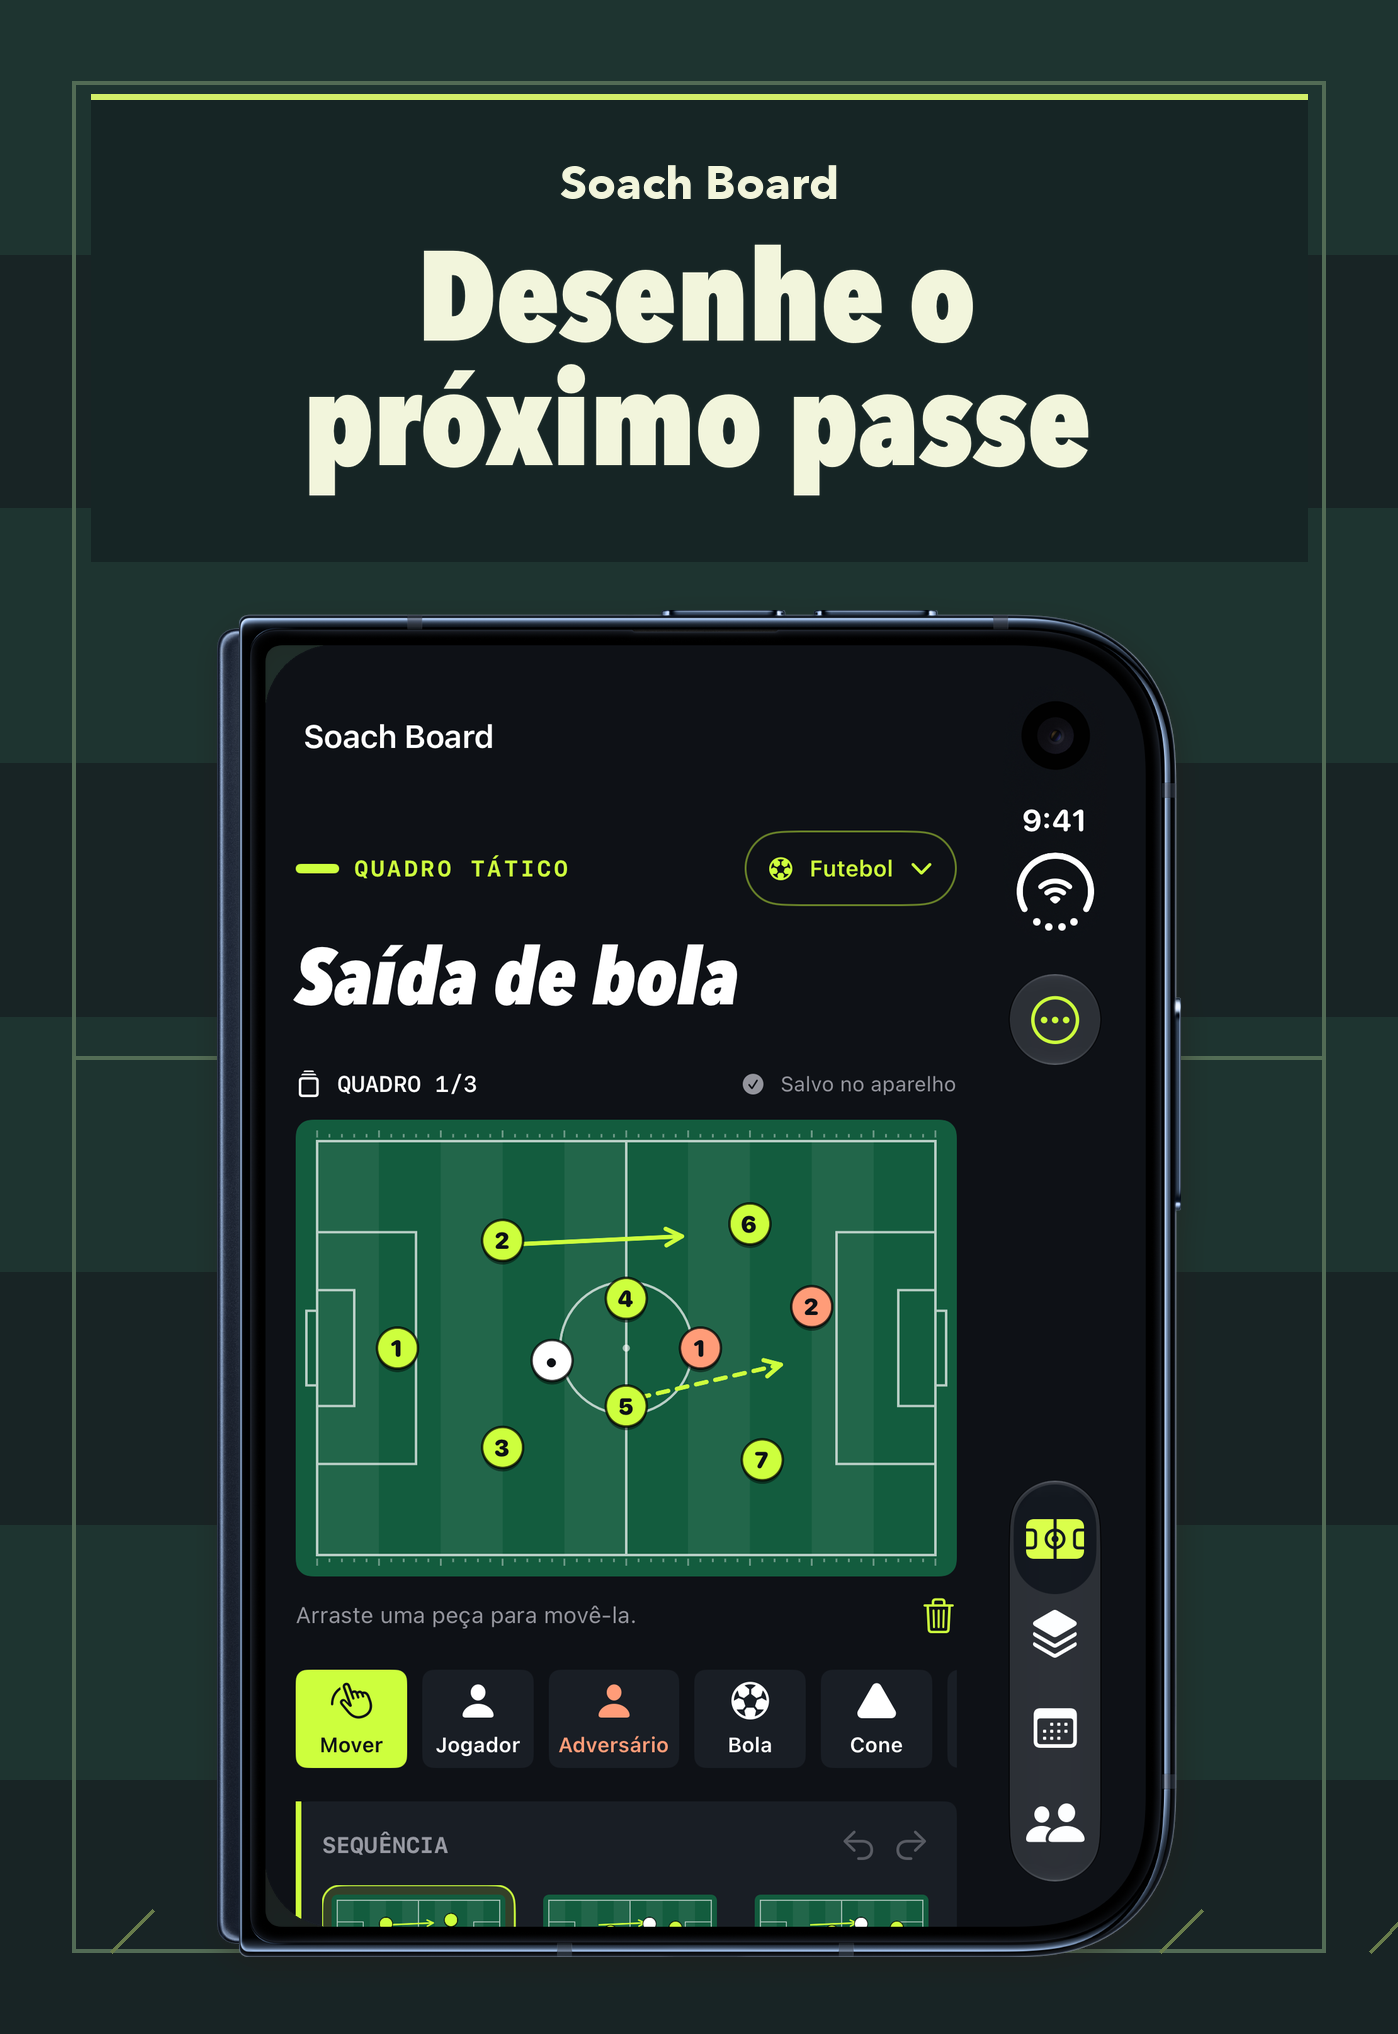 Soach Board
Desenhe o
próximo passe
Soach Board
9:41
QUADRO TÁTICO
Futebol
Saída de bola
QUADRO 1/3
Salvo no aparelho
2
6
4
2
1
1
5
3
7
Arraste uma peça para movê-la.
Mover
Jogador
Adversário
Bola
Cone
SEQUÊNCIA